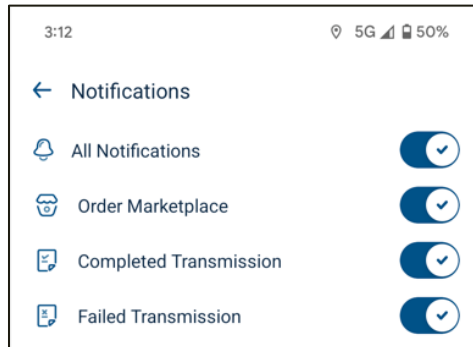 3:12 5G 50%
Notifications
All Notifications
Order Marketplace
Completed Transmission
Failed Transmission